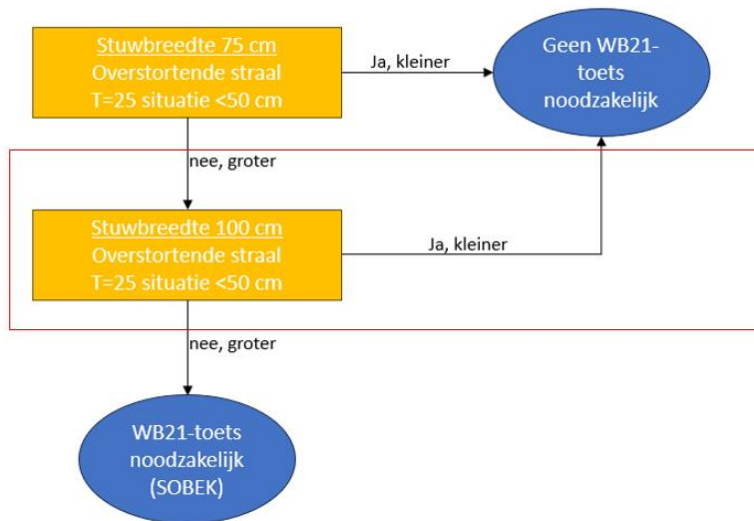 Stuwbreedte 75 cm
Overstortende straal
T=25 situatie <50 cm
Ja, kleiner
Geen WB21-
toets
noodzakelijk
nee, groter
Stuwbreedte 100 cm
Overstortende straal
T=25 situatie <50 cm
Ja, kleiner
nee, groter
WB21-toets
noodzakelijk
(SOBEK)